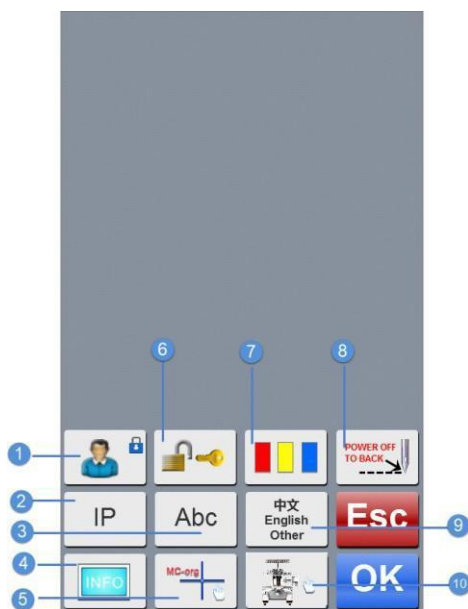 6
7
8
1
POWER OFF
TO BACK
2
IP
3
Abc
中文
English
Other
9
Esc
4
INFO
5
MC-org
OK
10